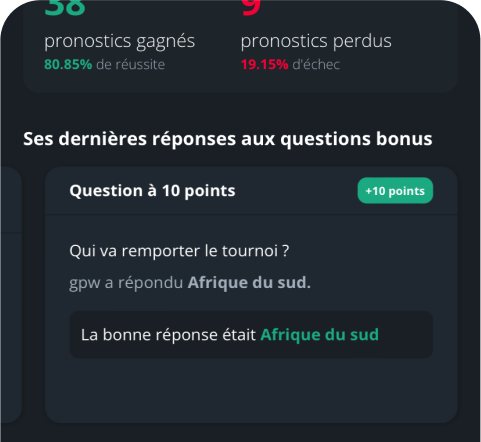 38 9
pronostics gagnés pronostics perdus
80.85% de réussite 19.15% d'échec
Ses dernières réponses aux questions bonus
Question à 10 points +10 points
Qui va remporter le tournoi ?
gpw a répondu Afrique du sud.
La bonne réponse était Afrique du sud